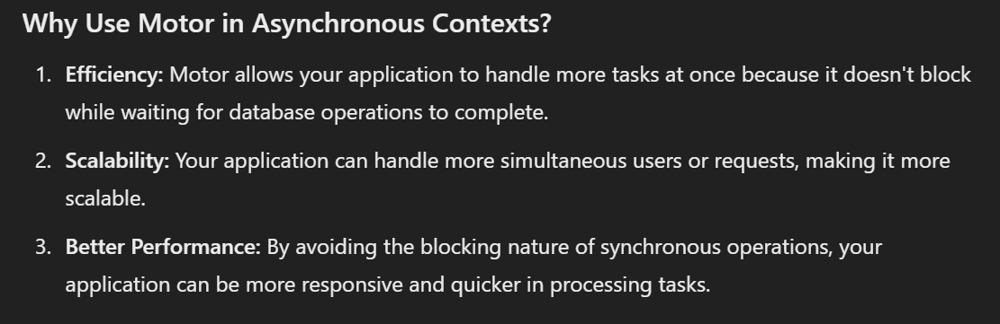 Why Use Motor in Asynchronous Contexts?
1. Efficiency: Motor allows your application to handle more tasks at once because it doesn't block
while waiting for database operations to complete.
2. Scalability: Your application can handle more simultaneous users or requests, making it more
scalable.
3. Better Performance: By avoiding the blocking nature of synchronous operations, your
application can be more responsive and quicker in processing tasks.